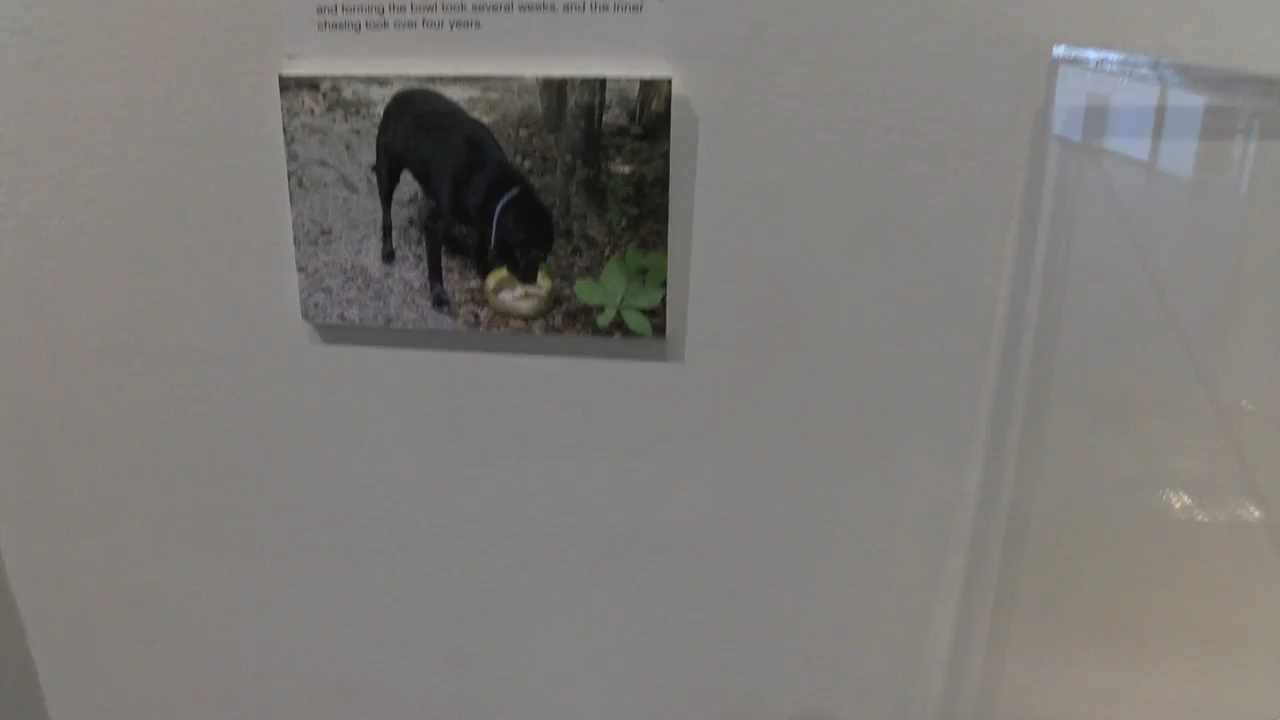 and forming the bowl took several weeks, and the inner
chasing took over four years.